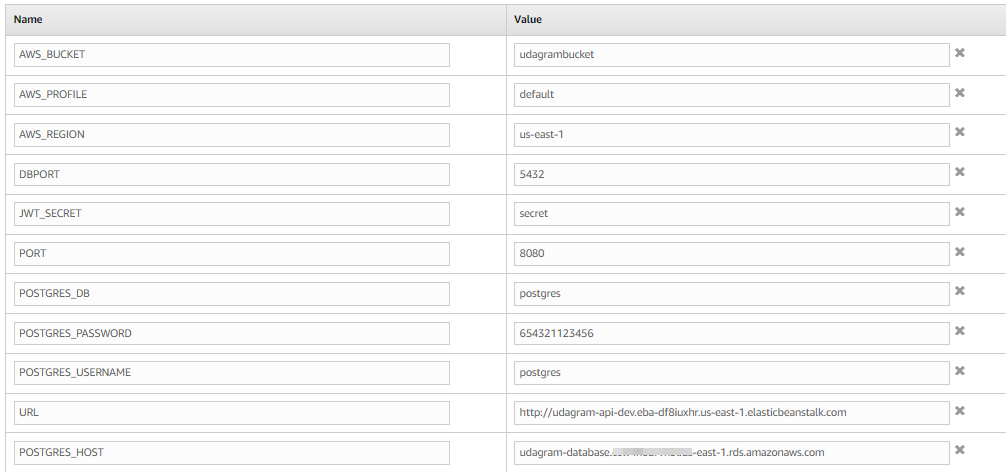 Name Value
AWS_BUCKET udagrambucket
AWS_PROFILE default
AWS_REGION us-east-1
DBPORT 5432
JWT_SECRET secret
PORT 8080
POSTGRES_DB postgres
POSTGRES_PASSWORD 654321123456
POSTGRES_USERNAME postgres
URL http://udagram-api-dev.eba-df8iuxhr.us-east-1.elasticbeanstalk.com
POSTGRES_HOST udagram-database. -east-1.rds.amazonaws.com